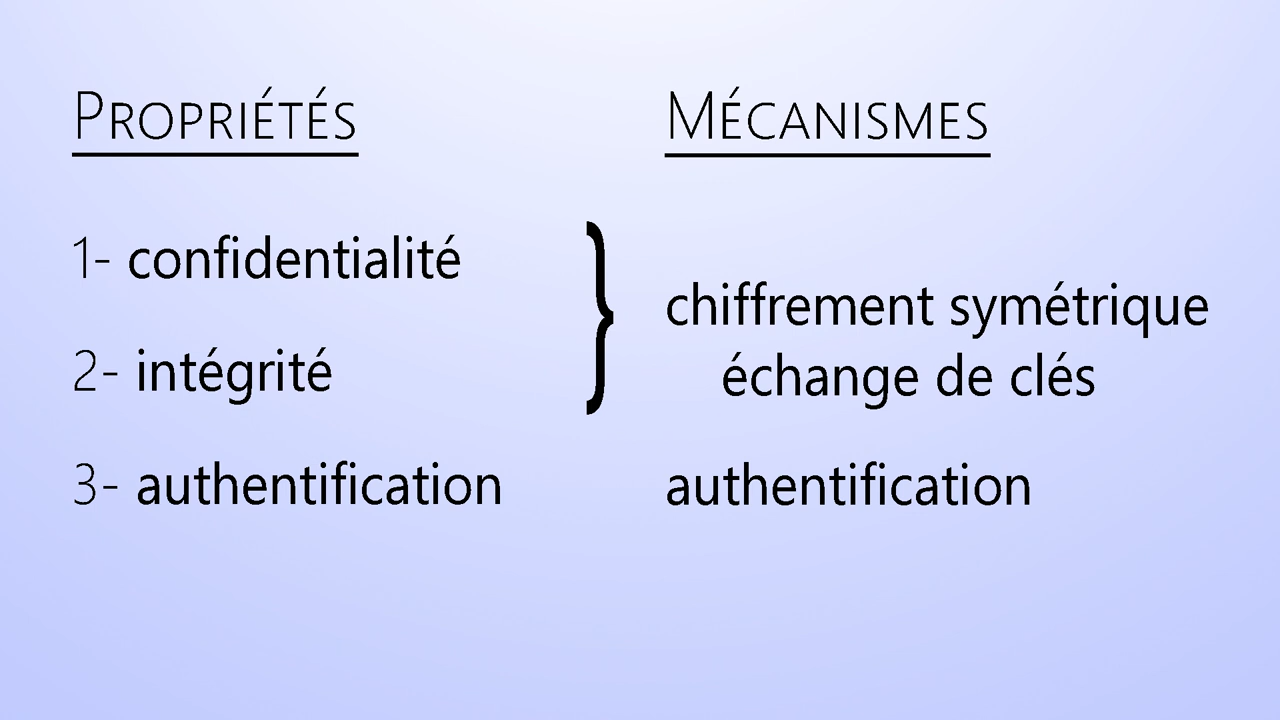 PROPRIÉTÉS
1- confidentialité
2- intégrité
3- authentification
MÉCANISMES
}
chiffrement symétrique
échange de clés
authentification